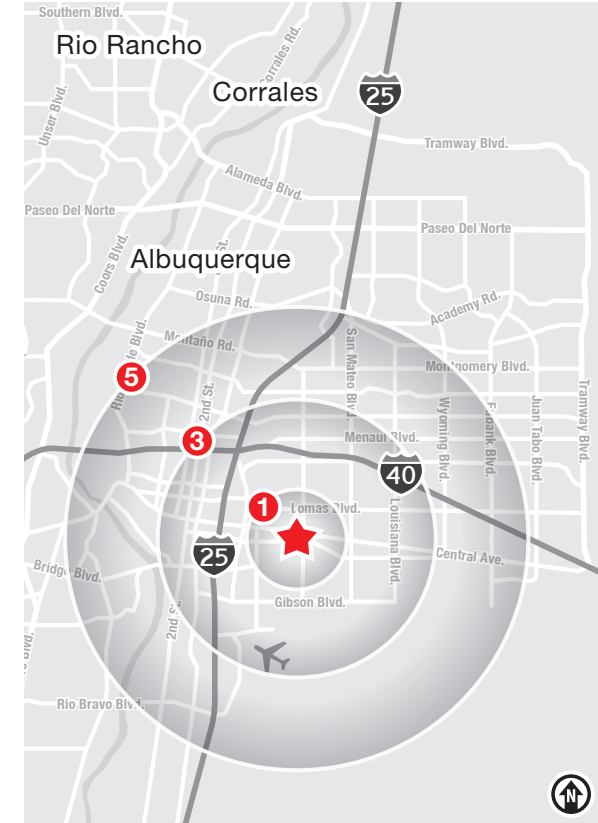 Southern Blvd.
Rio Rancho
Corrales Rd.
Corrales
25
Unser Blvd.
Tramway Blvd.
Alameda Blvd.
Paseo Del Norte
Paseo Del Norte
Coors Blvd.
St.
Albuquerque
Osuna Rd.
Academy Rd.
Montaño Rd.
San Mateo Blvd.
Montgomery Blvd.
5
Blvd.
2nd St.
Wyoming Blvd.
Eubank Blvd.
Juan Tabo Blvd.
Tramway Blvd.
3
Menaul Blvd.
40
1
Lomas Blvd.
Louisiana Blvd.
25
Central Ave.
Bridge Blvd.
Gibson Blvd.
2nd St.
Blvd.
Rio Bravo Blvd.
N